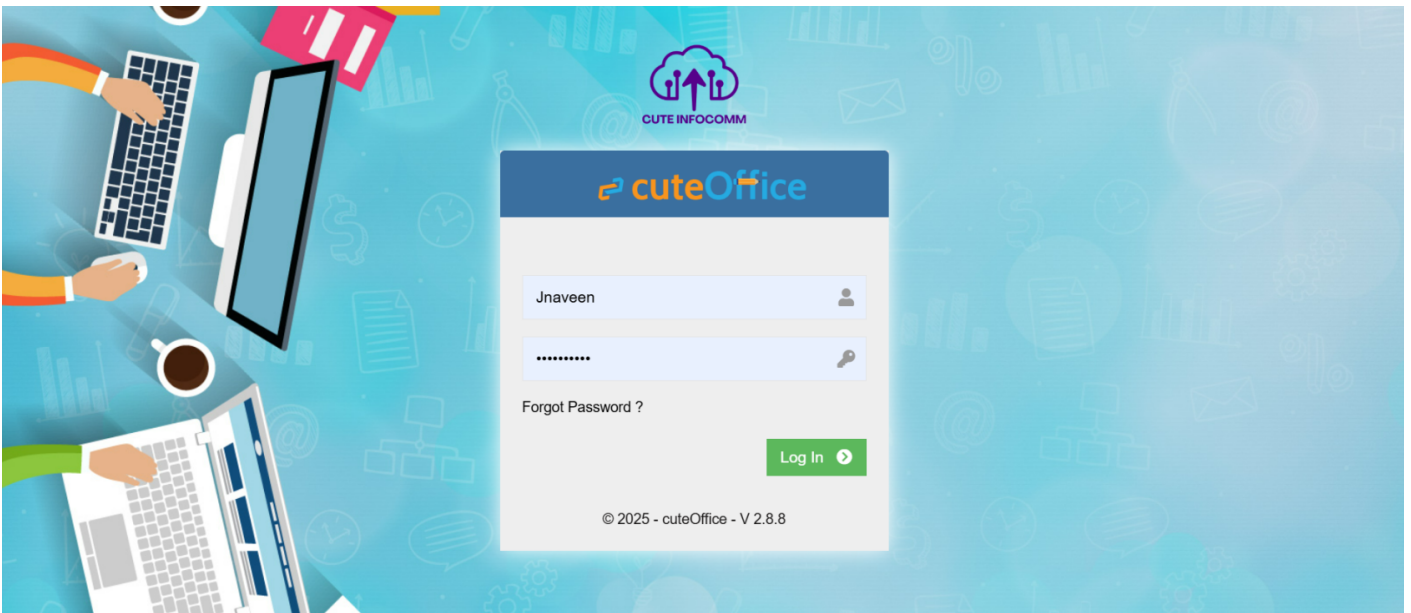 CUTE INFOCOMM
cuteOffice
Jnaveen
••••••••••
Forgot Password ?
Log In
© 2025 - cuteOffice - V 2.8.8